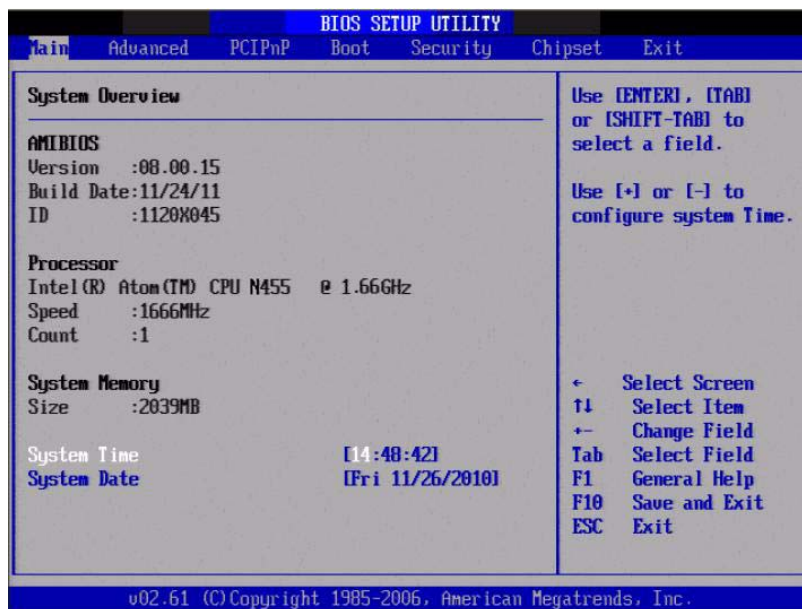 BIOS SETUP UTILITY
Main Advanced PCIPnP Boot Security Chipset Exit
System Overview
AMIBIOS
Version :08.00.15
Build Date:11/24/11
ID :1120X045
Processor
Intel(R) Atom(TM) CPU N455 @ 1.66GHz
Speed :1666MHz
Count :1
System Memory
Size :2039MB
System Time [14:48:42]
System Date [Fri 11/26/2010]
Use [ENTER], [TAB]
or [SHIFT-TAB] to
select a field.
Use [+] or [-] to
configure system Time.
← Select Screen
↑↓ Select Item
+- Change Field
Tab Select Field
F1 General Help
F10 Save and Exit
ESC Exit
v02.61 (C)Copyright 1985-2006, American Megatrends, Inc.